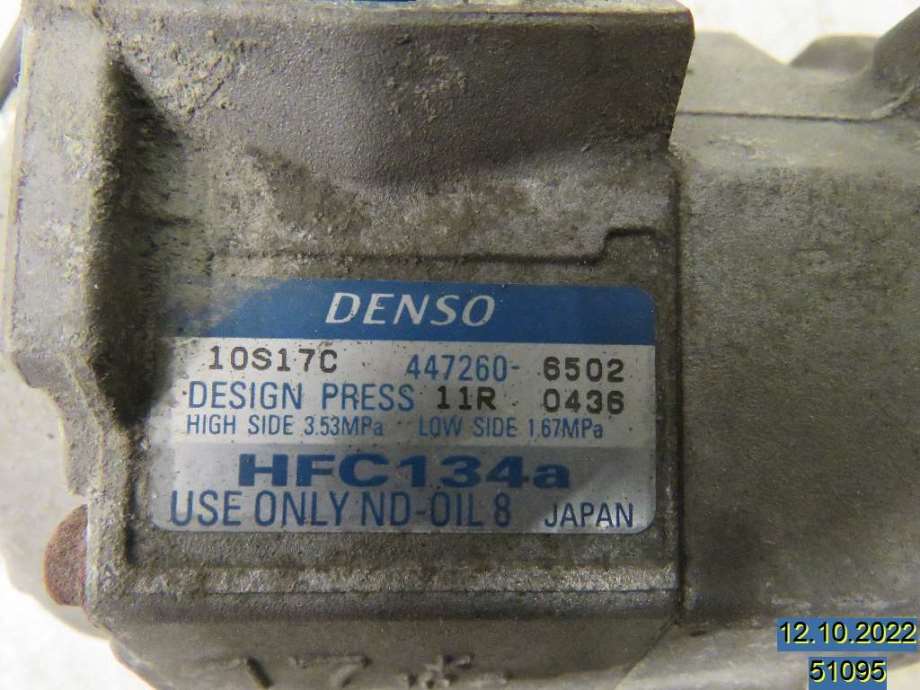 DENSO
10S17C 447260-6502
DESIGN PRESS 11R 0436
HIGH SIDE 3.53MPa LOW SIDE 1.67MPa
HFC134a
USE ONLY ND-OIL 8 JAPAN
17
12.10.2022
51095